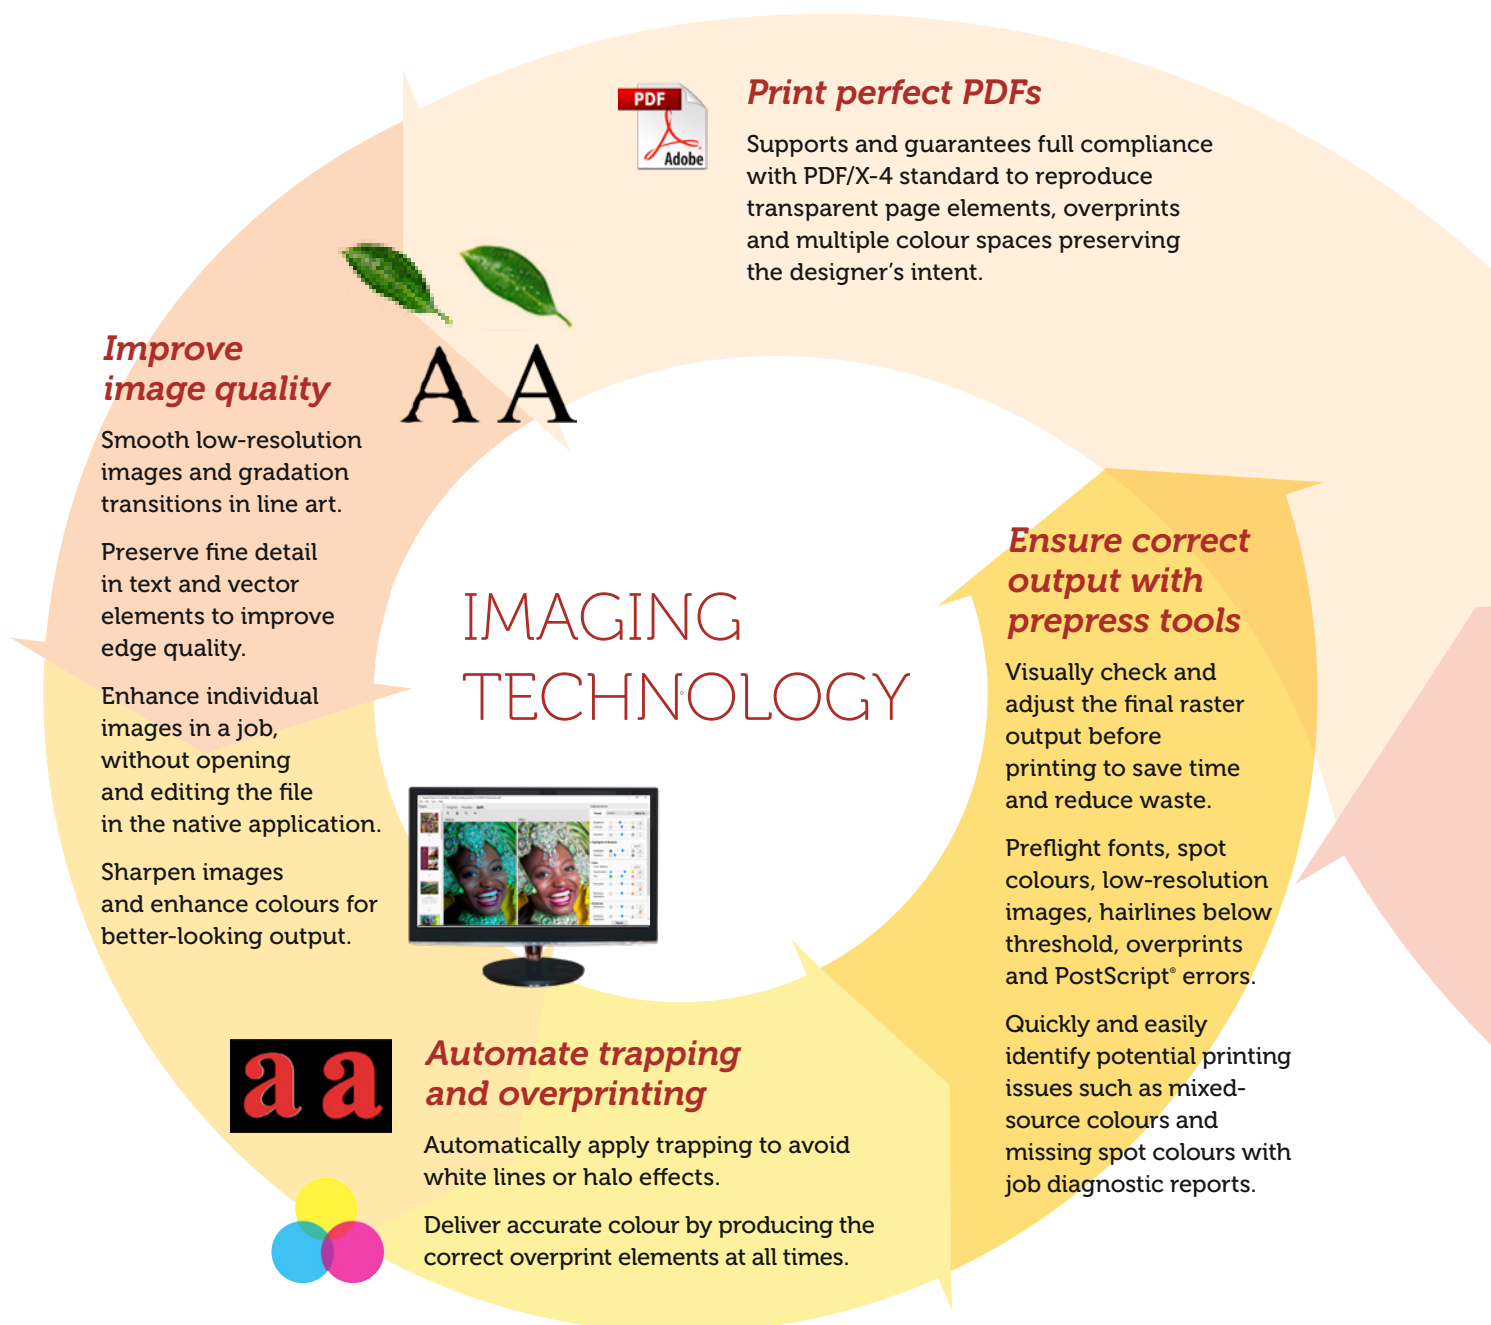 PDF
Adobe
Print perfect PDFs
Supports and guarantees full compliance
with PDF/X-4 standard to reproduce
transparent page elements, overprints
and multiple colour spaces preserving
the designer's intent.
A A
Improve
image quality
Smooth low-resolution
images and gradation
transitions in line art.
Preserve fine detail
in text and vector
elements to improve
edge quality.
Enhance individual
images in a job,
without opening
and editing the file
in the native application.
Sharpen images
and enhance colours for
better-looking output.
IMAGING
TECHNOLOGY
Ensure correct
output with
prepress tools
Visually check and
adjust the final raster
output before
printing to save time
and reduce waste.
Preflight fonts, spot
colours, low-resolution
images, hairlines below
threshold, overprints
and PostScript® errors.
Quickly and easily
identify potential printing
issues such as mixed-
source colours and
missing spot colours with
job diagnostic reports.
a a
Automate trapping
and overprinting
Automatically apply trapping to avoid
white lines or halo effects.
Deliver accurate colour by producing the
correct overprint elements at all times.